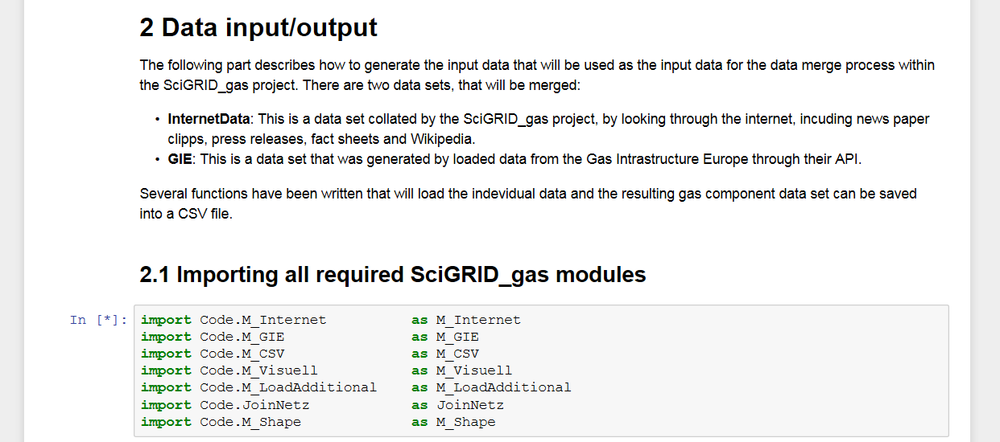 2 Data input/output
The following part describes how to generate the input data that will be used as the input data for the data merge process within
the SciGRID_gas project. There are two data sets, that will be merged:
• InternetData: This is a data set collated by the SciGRID_gas project, by looking through the internet, incuding news paper
clipps, press releases, fact sheets and Wikipedia.
• GIE: This is a data set that was generated by loaded data from the Gas Intrastructure Europe through their API.
Several functions have been written that will load the indevidual data and the resulting gas component data set can be saved
into a CSV file.
2.1 Importing all required SciGRID_gas modules
In [*]: import Code.M_Internet as M_Internet
import Code.M_GIE as M_GIE
import Code.M_CSV as M_CSV
import Code.M_Visuell as M_Visuell
import Code.M_LoadAdditional as M_LoadAdditional
import Code.JoinNetz as JoinNetz
import Code.M_Shape as M_Shape